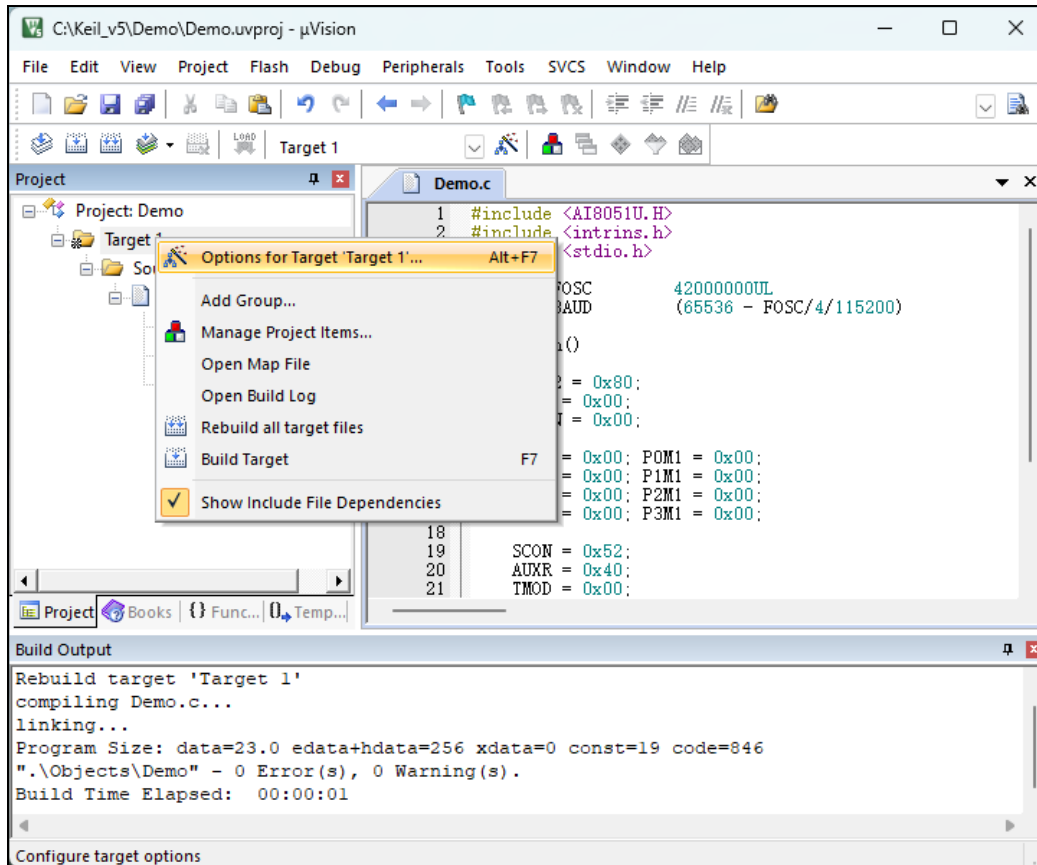 C:\Keil_v5\Demo\Demo.uvproj - µVision
File Edit View Project Flash Debug Peripherals Tools SVCS Window Help
LOAD Target 1
Project
Project: Demo
Target
Sou
Options for Target 'Target 1'... Alt+F7
Add Group...
Manage Project Items...
Open Map File
Open Build Log
Rebuild all target files
Build Target F7
Show Include File Dependencies
Demo.c
1 #include <AI8051U.H>
2 #include <intrins.h>
<stdio.h>
FOSC 42000000UL
BAUD (65536 - FOSC/4/115200)
()
= 0x80;
= 0x00;
= 0x00;
= 0x00; P0M1 = 0x00;
= 0x00; P1M1 = 0x00;
= 0x00; P2M1 = 0x00;
= 0x00; P3M1 = 0x00;
18
19 SCON = 0x52;
20 AUXR = 0x40;
21 TMOD = 0x00;
Project Books {} Func... Temp...
Build Output
Rebuild target 'Target 1'
compiling Demo.c...
linking...
Program Size: data=23.0 edata+hdata=256 xdata=0 const=19 code=846
".\Objects\Demo" - 0 Error(s), 0 Warning(s).
Build Time Elapsed: 00:00:01
Configure target options